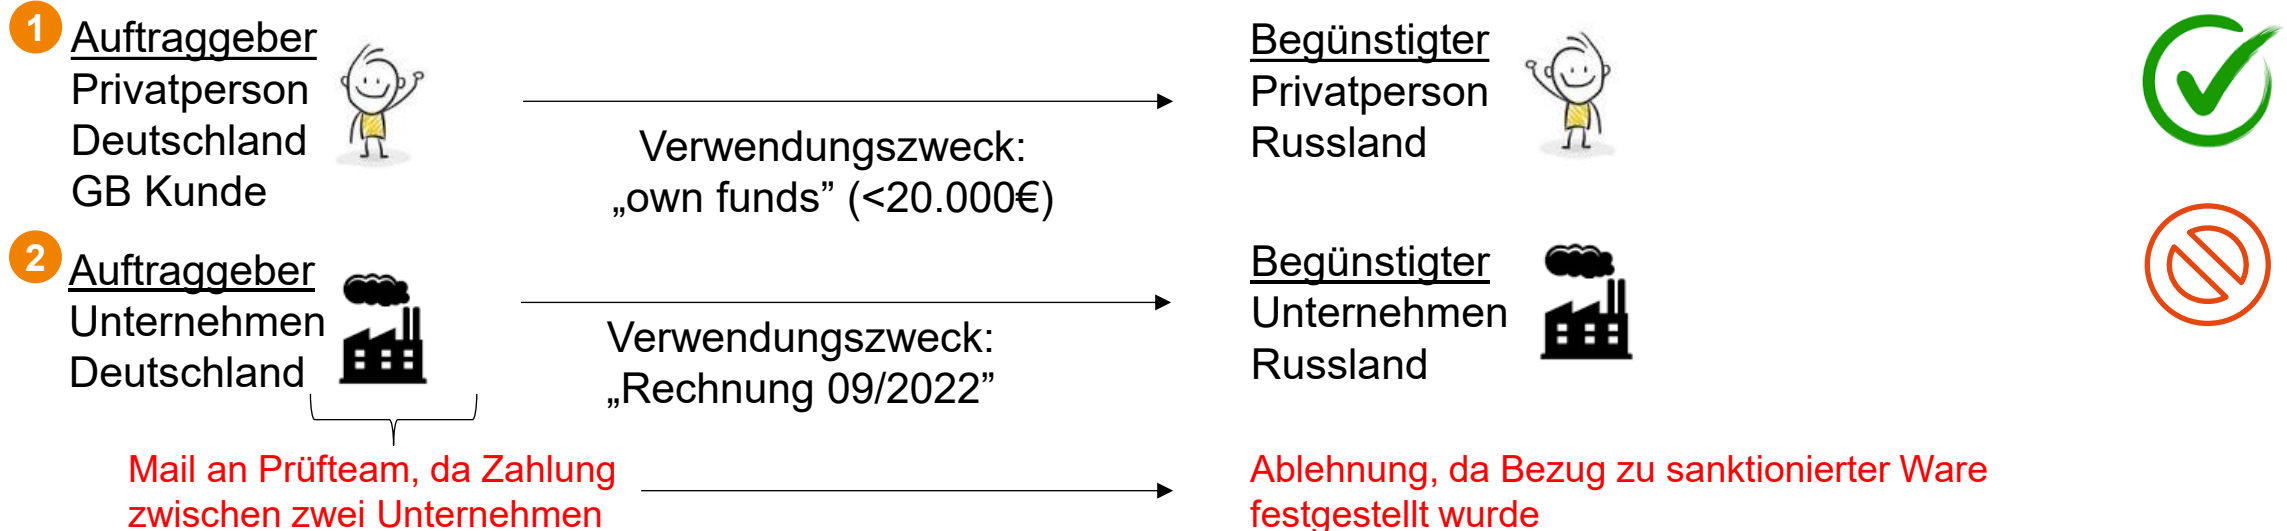 1
Auftraggeber
Privatperson
Deutschland
GB Kunde
Verwendungszweck:
„own funds” (<20.000€)
Begünstigter
Privatperson
Russland
2
Auftraggeber
Unternehmen
Deutschland
Verwendungszweck:
„Rechnung 09/2022”
Begünstigter
Unternehmen
Russland
Mail an Prüfteam, da Zahlung
zwischen zwei Unternehmen
Ablehnung, da Bezug zu sanktionierter Ware
festgestellt wurde